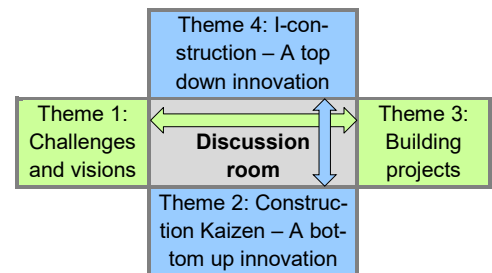 Theme 4: I-con-
struction – A top
down innovation
Theme 1:
Challenges
and visions
Discussion
room
Theme 3:
Building
projects
Theme 2: Construc-
tion Kaizen – A bot-
tom up innovation